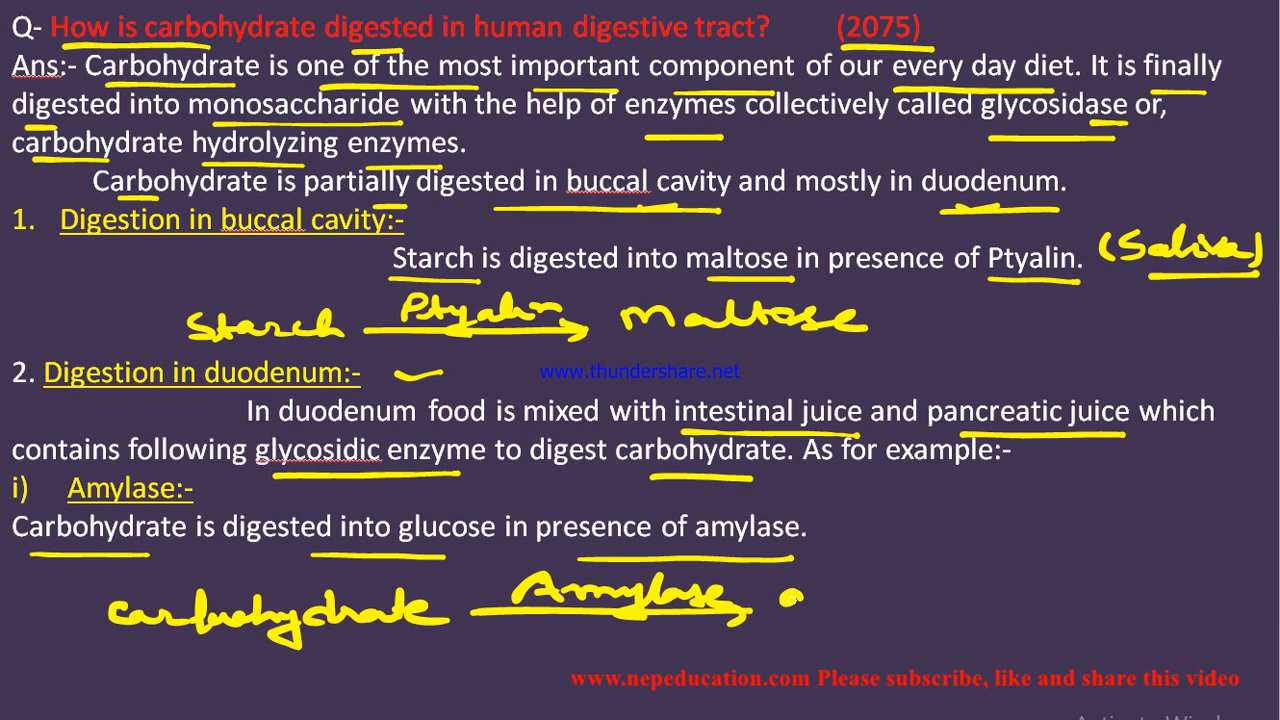 Q- How is carbohydrate digested in human digestive tract? (2075)
Ans:- Carbohydrate is one of the most important component of our every day diet. It is finally
digested into monosaccharide with the help of enzymes collectively called glycosidase or,
carbohydrate hydrolyzing enzymes.
Carbohydrate is partially digested in buccal cavity and mostly in duodenum.
1. Digestion in buccal cavity:-
Starch is digested into maltose in presence of Ptyalin. (Saliva)
Starch Ptyalin Maltose
2. Digestion in duodenum:-
www.thundershare.net
In duodenum food is mixed with intestinal juice and pancreatic juice which
contains following glycosidic enzyme to digest carbohydrate. As for example:-
i) Amylase:-
Carbohydrate is digested into glucose in presence of amylase.
Carbohydrate Amylase
www.nepeducation.com Please subscribe, like and share this video